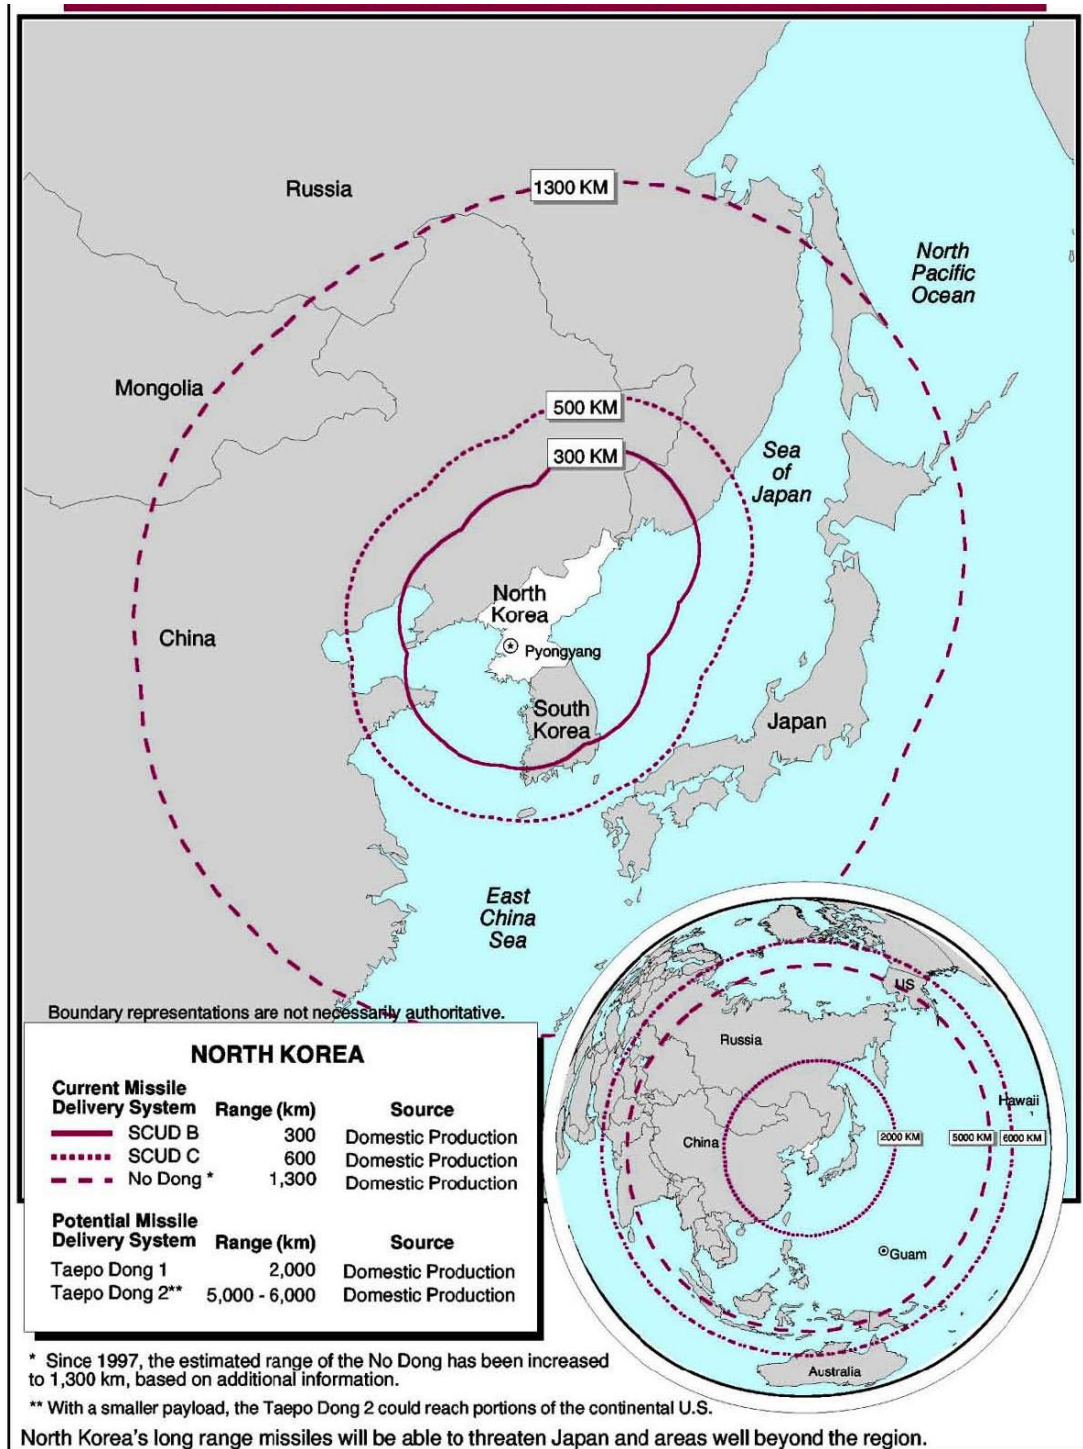 1300 KM
Russia
North
Pacific
Ocean
Mongolia
500 KM
300 KM
Sea
of
Japan
North
Korea
China
Pyongyang
South
Korea
Japan
East
China
Sea
Boundary representations are not necessarily authoritative.
US
Russia
Hawaii
China
2000 KM
5000 KM
6000 KM
Guam
Australia
NORTH KOREA
Current Missile
Delivery System Range (km) Source
SCUD B 300 Domestic Production
SCUD C 600 Domestic Production
No Dong * 1,300 Domestic Production
Potential Missile
Delivery System Range (km) Source
Taepo Dong 1 2,000 Domestic Production
Taepo Dong 2** 5,000 - 6,000 Domestic Production
* Since 1997, the estimated range of the No Dong has been increased
to 1,300 km, based on additional information.
** With a smaller payload, the Taepo Dong 2 could reach portions of the continental U.S.
North Korea's long range missiles will be able to threaten Japan and areas well beyond the region.